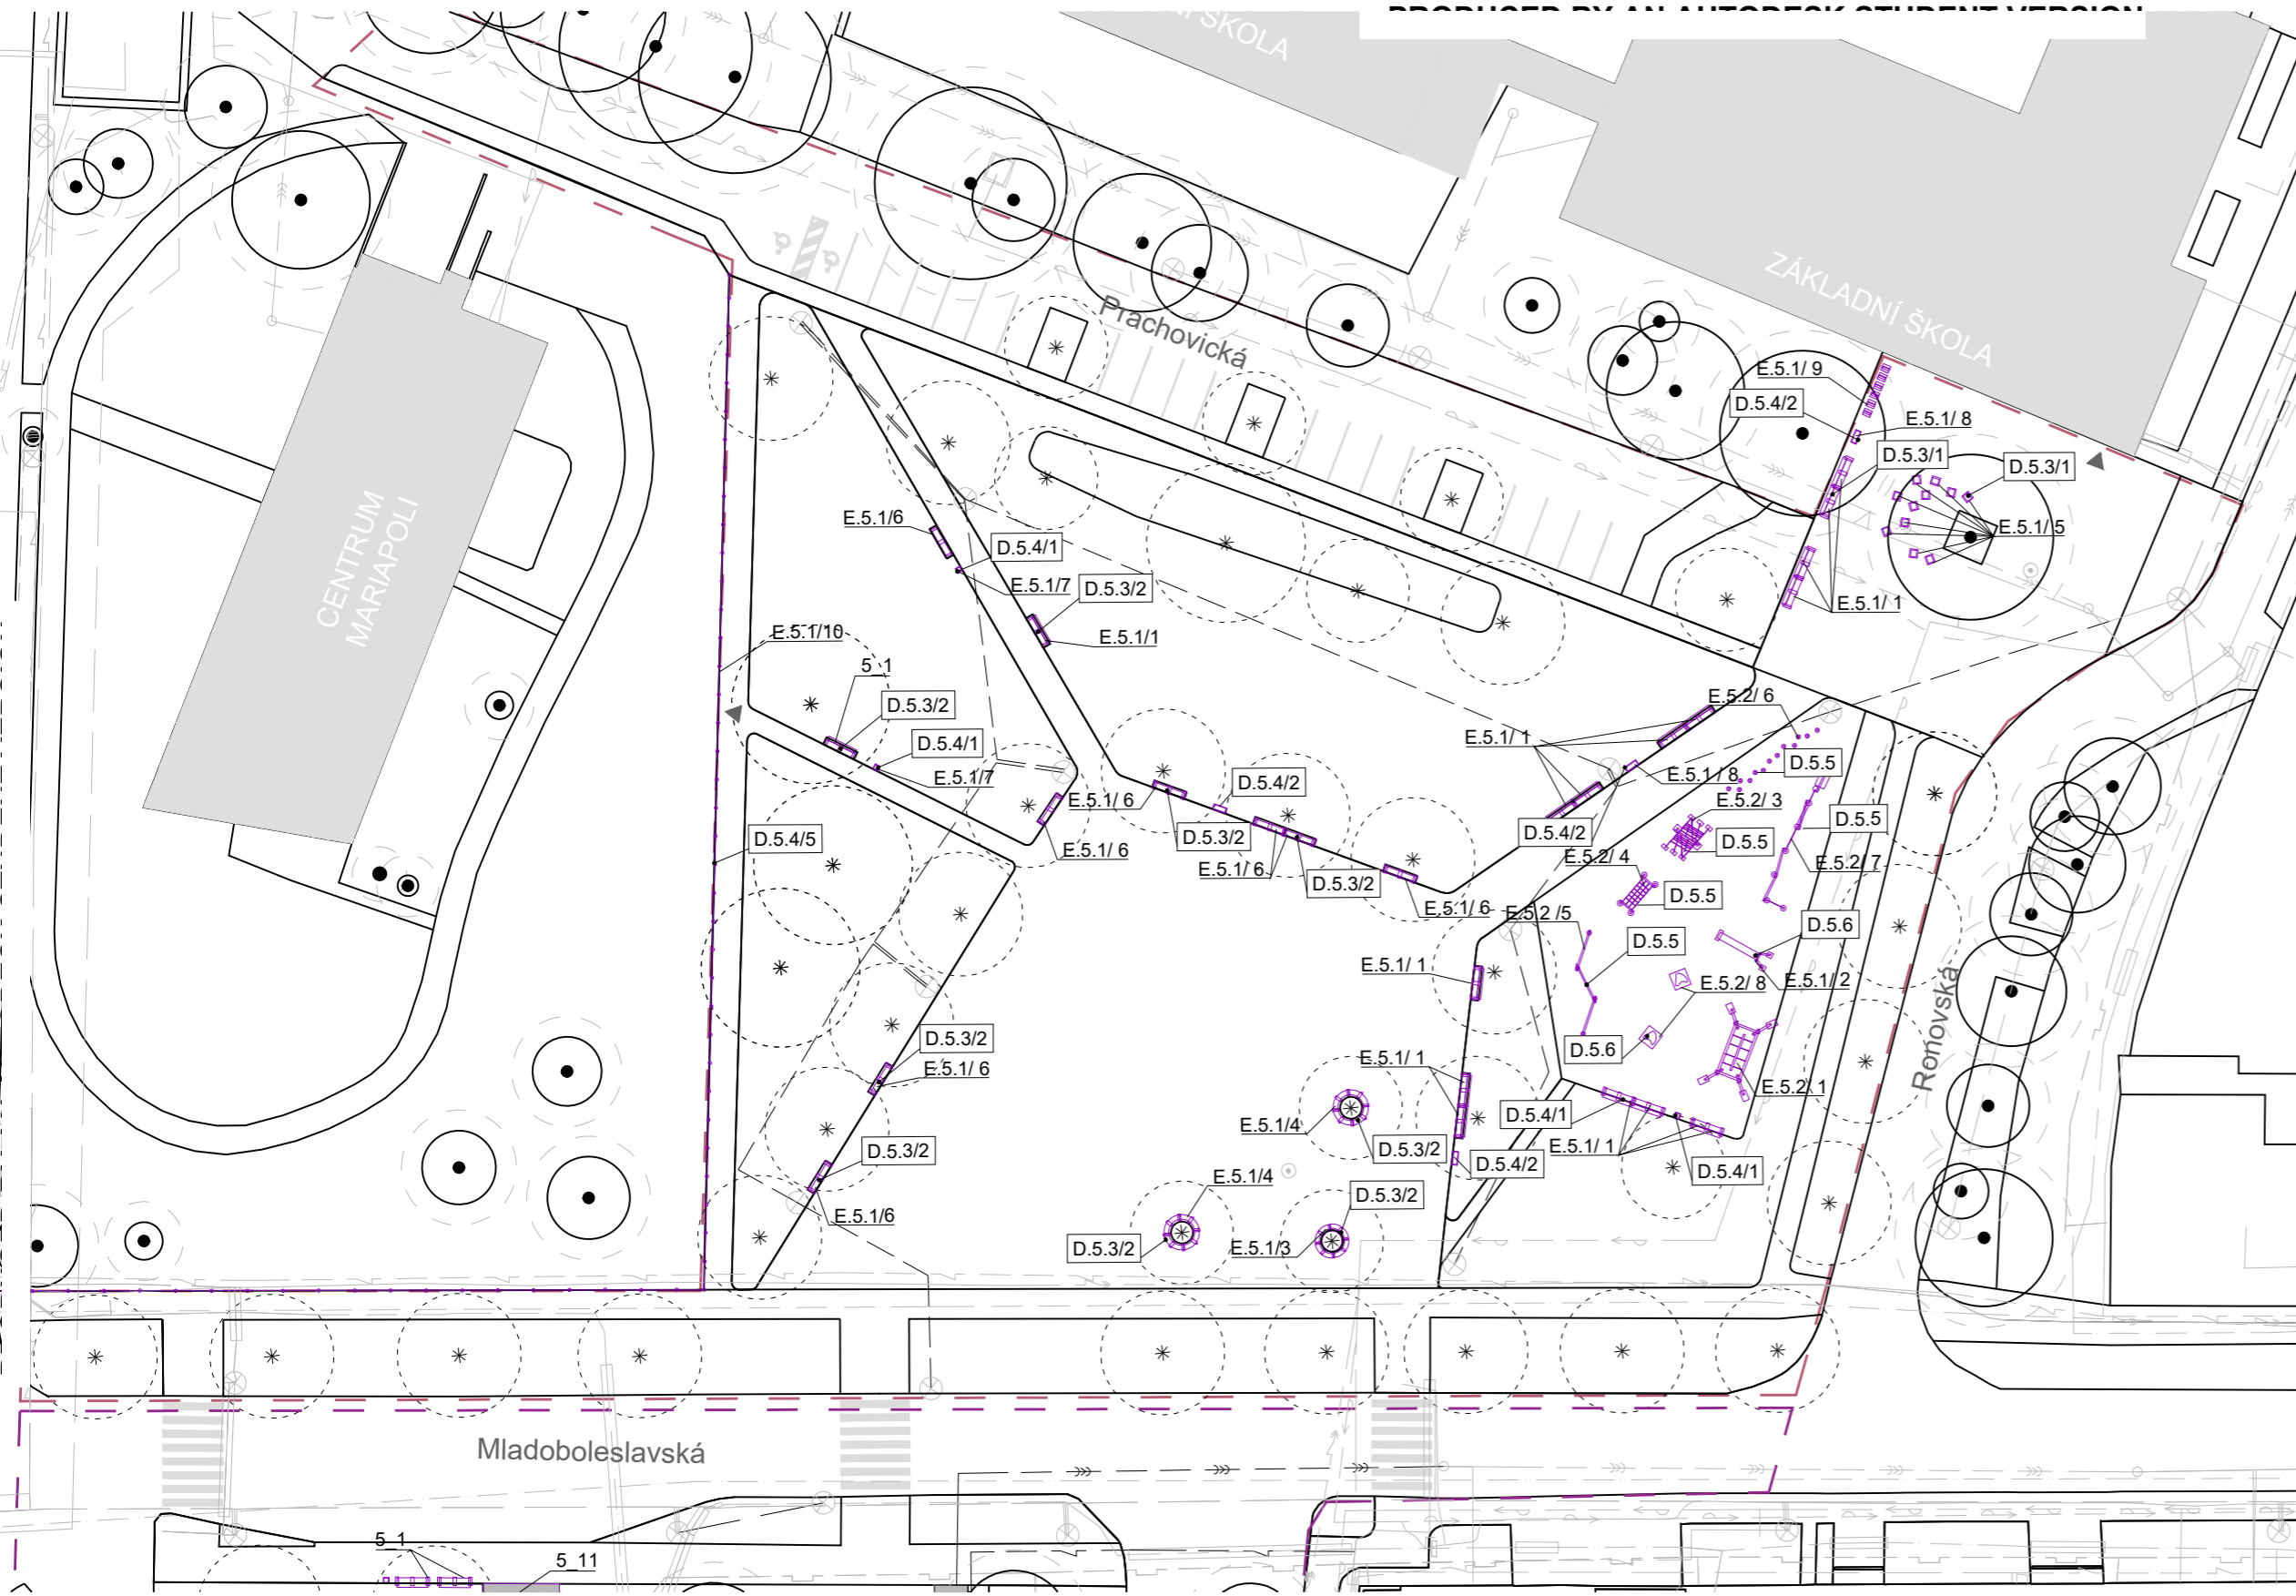 PRODUCED BY AN AUTODESK STUDENT VERSION
ŠKOLA
ZÁKLADNÍ ŠKOLA
Prachovická
E.5.1/ 9
D.5.4/2
E.5.1/ 8
D.5.3/1
D.5.3/1
E.5.1/ 5
E.5.1/ 1
CENTRUM
MARIAPOLI
E.5.1/6
D.5.4/1
E.5.1/7
D.5.3/2
E.5.1/1
E.5.1/10
5_1
D.5.3/2
D.5.4/1
E.5.1/7
E.5.1/ 6
D.5.4/5
E.5.1/ 6
D.5.3/2
D.5.4/2
E.5.1/ 6
D.5.3/2
E.5.1/ 6
E.5.1/ 1
E.5.2/ 6
E.5.1/ 8
D.5.5
E.5.2/ 3
D.5.5
D.5.5
E.5.2/ 7
D.5.4/2
E.5.2/ 4
D.5.5
E.5.2 /5
D.5.5
D.5.6
E.5.1/ 2
E.5.2/ 8
D.5.6
E.5.2/ 1
Ronovská
E.5.1/ 1
E.5.1/ 1
D.5.4/1
E.5.1/ 1
D.5.4/1
D.5.4/2
D.5.3/2
E.5.1/ 6
D.5.3/2
E.5.1/6
E.5.1/4
D.5.3/2
E.5.1/4
D.5.3/2
D.5.3/2
E.5.1/3
Mladoboleslavská
5_1
5_11